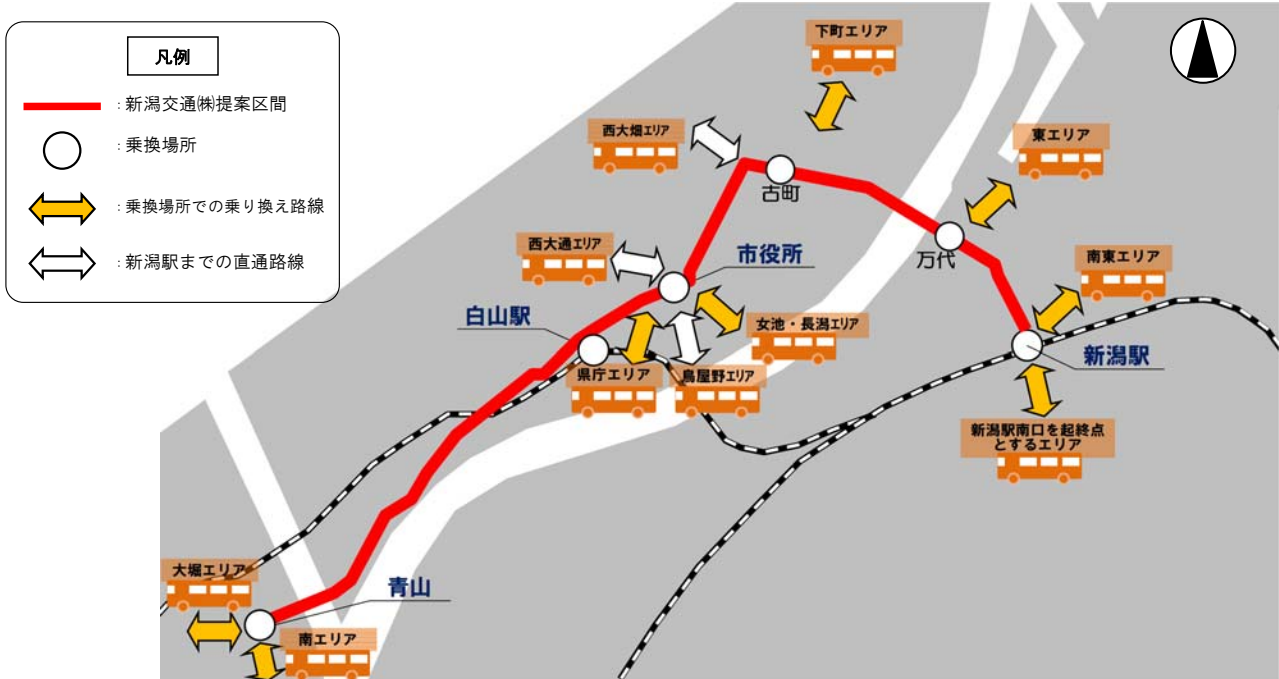 凡例
：新潟交通㈱提案区間
：乗換場所
：乗換場所での乗り換え路線
：新潟駅までの直通路線
下町エリア
西大畑エリア
東エリア
古町
西大通エリア
市役所
万代
南東エリア
白山駅
女池・長潟エリア
新潟駅
県庁エリア
鳥屋野エリア
新潟駅南口を起終点
とするエリア
大堀エリア
青山
南エリア